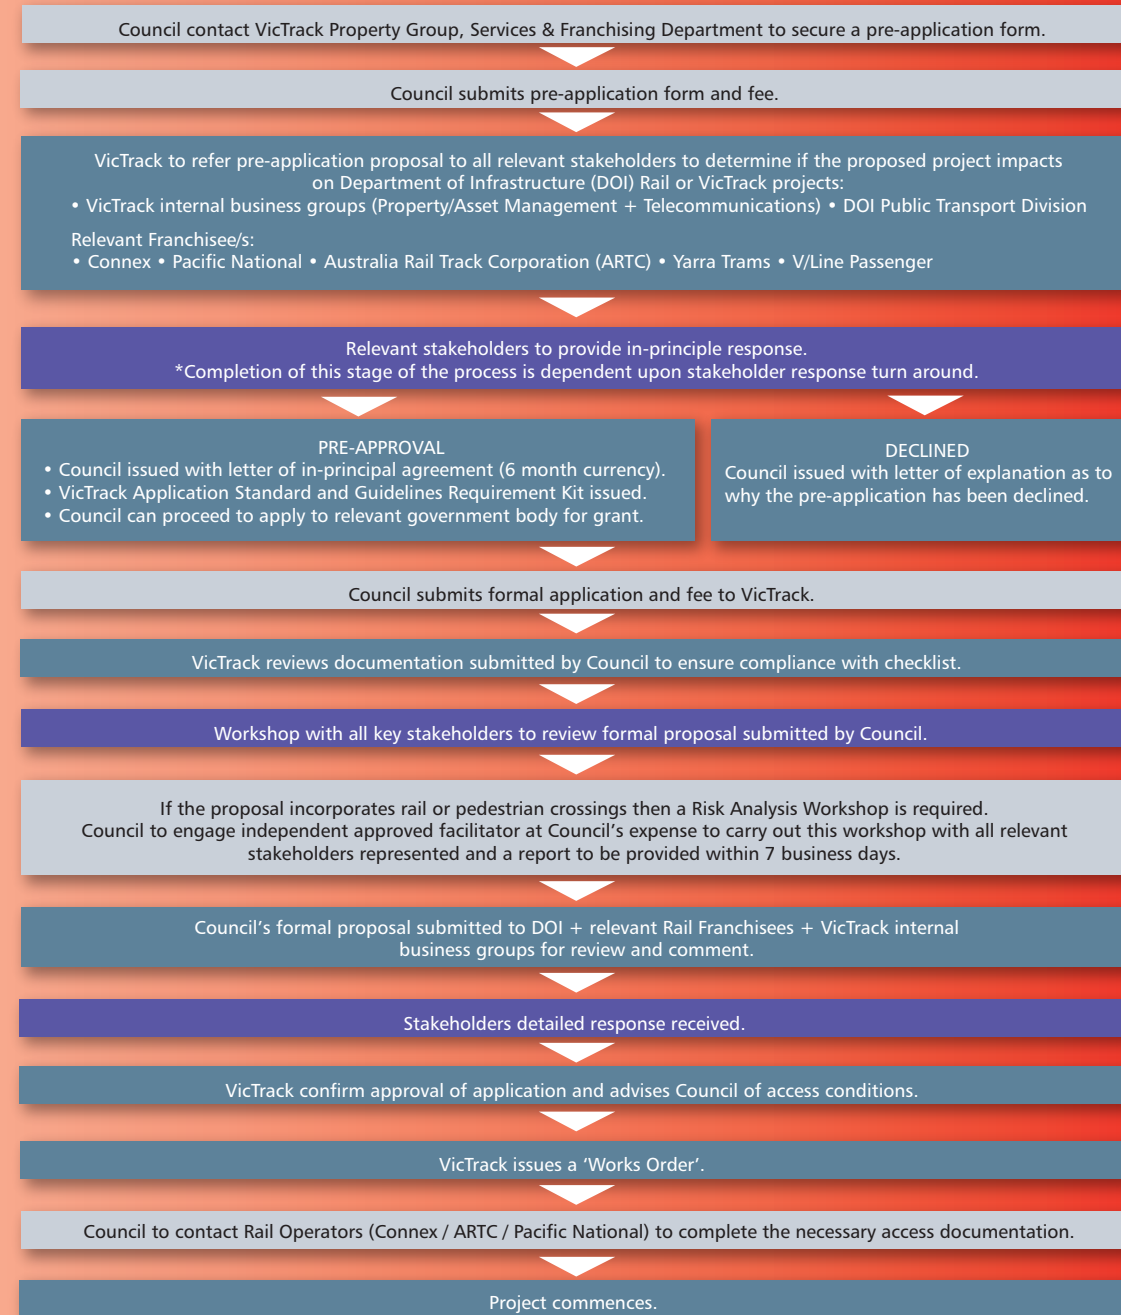 Council contact VicTrack Property Group, Services & Franchising Department to secure a pre-application form.
Council submits pre-application form and fee.
VicTrack to refer pre-application proposal to all relevant stakeholders to determine if the proposed project impacts
on Department of Infrastructure (DOI) Rail or VicTrack projects:
• VicTrack internal business groups (Property/Asset Management + Telecommunications) • DOI Public Transport Division
Relevant Franchisee/s:
• Connex • Pacific National • Australia Rail Track Corporation (ARTC) • Yarra Trams • V/Line Passenger
Relevant stakeholders to provide in-principle response.
*Completion of this stage of the process is dependent upon stakeholder response turn around.
PRE-APPROVAL
• Council issued with letter of in-principal agreement (6 month currency).
• VicTrack Application Standard and Guidelines Requirement Kit issued.
• Council can proceed to apply to relevant government body for grant.
DECLINED
Council issued with letter of explanation as to
why the pre-application has been declined.
Council submits formal application and fee to VicTrack.
VicTrack reviews documentation submitted by Council to ensure compliance with checklist.
Workshop with all key stakeholders to review formal proposal submitted by Council.
If the proposal incorporates rail or pedestrian crossings then a Risk Analysis Workshop is required.
Council to engage independent approved facilitator at Council’s expense to carry out this workshop with all relevant
stakeholders represented and a report to be provided within 7 business days.
Council’s formal proposal submitted to DOI + relevant Rail Franchisees + VicTrack internal
business groups for review and comment.
Stakeholders detailed response received.
VicTrack confirm approval of application and advises Council of access conditions.
VicTrack issues a ‘Works Order’.
Council to contact Rail Operators (Connex / ARTC / Pacific National) to complete the necessary access documentation.
Project commences.